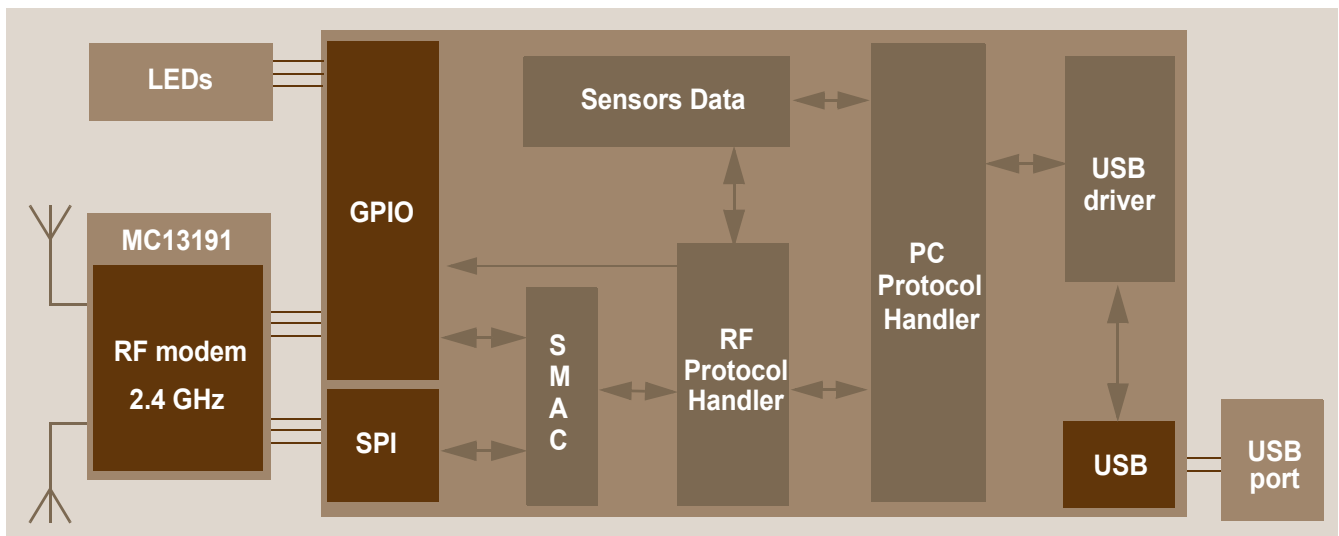 LEDs
MC13191
RF modem
2.4 GHz
GPIO
SPI
Sensors Data
S
M
A
C
RF
Protocol
Handler
PC
Protocol
Handler
USB
driver
USB
USB
port